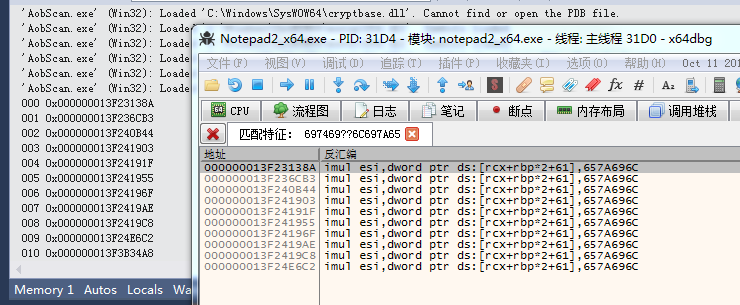 'AobScan.exe' (Win32): Loaded 'C:\Windows\SysWOW64\cryptbase.dll'. Cannot find or open the PDB file.
'AobScan.exe' (Win32): Loade
'AobScan.exe' (Win32): Loade
'AobScan.exe' (Win32): Loade
'AobScan.exe' (Win32): Loade
'AobScan.exe' (Win32): Loade
000 0x000000013F23138A
001 0x000000013F236CB3
002 0x000000013F240B44
003 0x000000013F241903
004 0x000000013F24191F
005 0x000000013F241955
006 0x000000013F24196F
007 0x000000013F2419AE
008 0x000000013F2419C8
009 0x000000013F24E6C2
010 0x000000013F3B34A8
Memory 1 Autos Locals Wa
Notepad2_x64.exe - PID: 31D4 - 模块: notepad2_x64.exe - 线程: 主线程 31D0 - x64dbg
文件(F) 视图(V) 调试(D) 追踪(T) 插件(P) 收藏夹(I) 选项(O) 帮助(H) Oct 11 201
CPU 流程图 日志 笔记 断点 内存布局 调用堆栈
匹配特征: 697469??6C697A65
地址 反汇编
000000013F23138A imul esi,dword ptr ds:[rcx+rbp*2+61],657A696C
000000013F236CB3 imul esi,dword ptr ds:[rcx+rbp*2+61],657A696C
000000013F240B44 imul esi,dword ptr ds:[rcx+rbp*2+61],657A696C
000000013F241903 imul esi,dword ptr ds:[rcx+rbp*2+61],657A696C
000000013F24191F imul esi,dword ptr ds:[rcx+rbp*2+61],657A696C
000000013F241955 imul esi,dword ptr ds:[rcx+rbp*2+61],657A696C
000000013F24196F imul esi,dword ptr ds:[rcx+rbp*2+61],657A696C
000000013F2419AE imul esi,dword ptr ds:[rcx+rbp*2+61],657A696C
000000013F2419C8 imul esi,dword ptr ds:[rcx+rbp*2+61],657A696C
000000013F24E6C2 imul esi,dword ptr ds:[rcx+rbp*2+61],657A696C